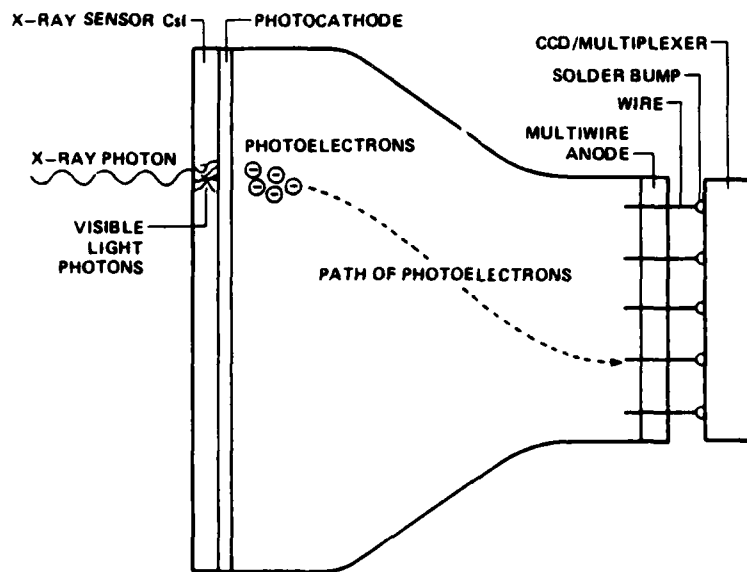 X-RAY SENSOR CsI
PHOTOCATHODE
CCD/MULTIPLEXER
SOLDER BUMP
WIRE
MULTIWIRE
ANODE
PHOTOELECTRONS
X-RAY PHOTON
VISIBLE
LIGHT
PHOTONS
PATH OF PHOTOELECTRONS